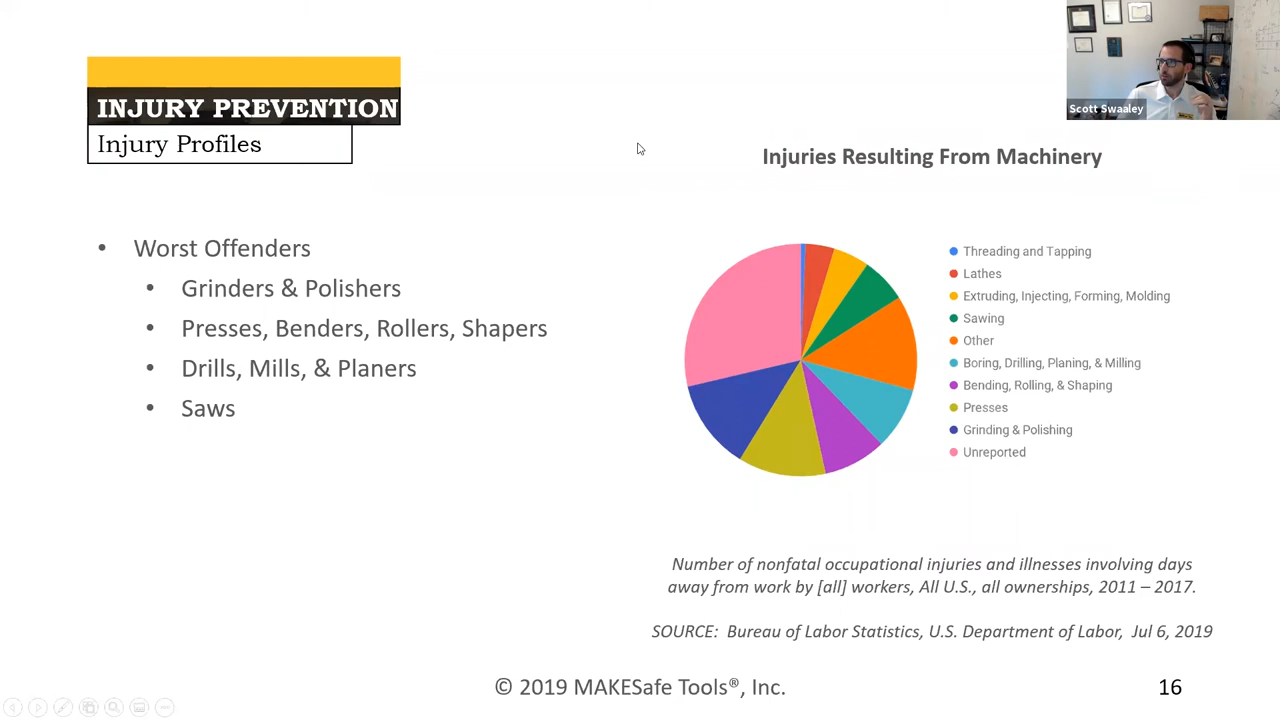 Scott Swaaley
INJURY PREVENTION
Injury Profiles
• Worst Offenders
• Grinders & Polishers
• Presses, Benders, Rollers, Shapers
• Drills, Mills, & Planers
• Saws
Injuries Resulting From Machinery
Threading and Tapping
Lathes
Extruding, Injecting, Forming, Molding
Sawing
Other
Boring, Drilling, Planing, & Milling
Bending, Rolling, & Shaping
Presses
Grinding & Polishing
Unreported
Number of nonfatal occupational injuries and illnesses involving days
away from work by [all] workers, All U.S., all ownerships, 2011 – 2017.
SOURCE: Bureau of Labor Statistics, U.S. Department of Labor, Jul 6, 2019
© 2019 MAKESafe Tools®, Inc.
16